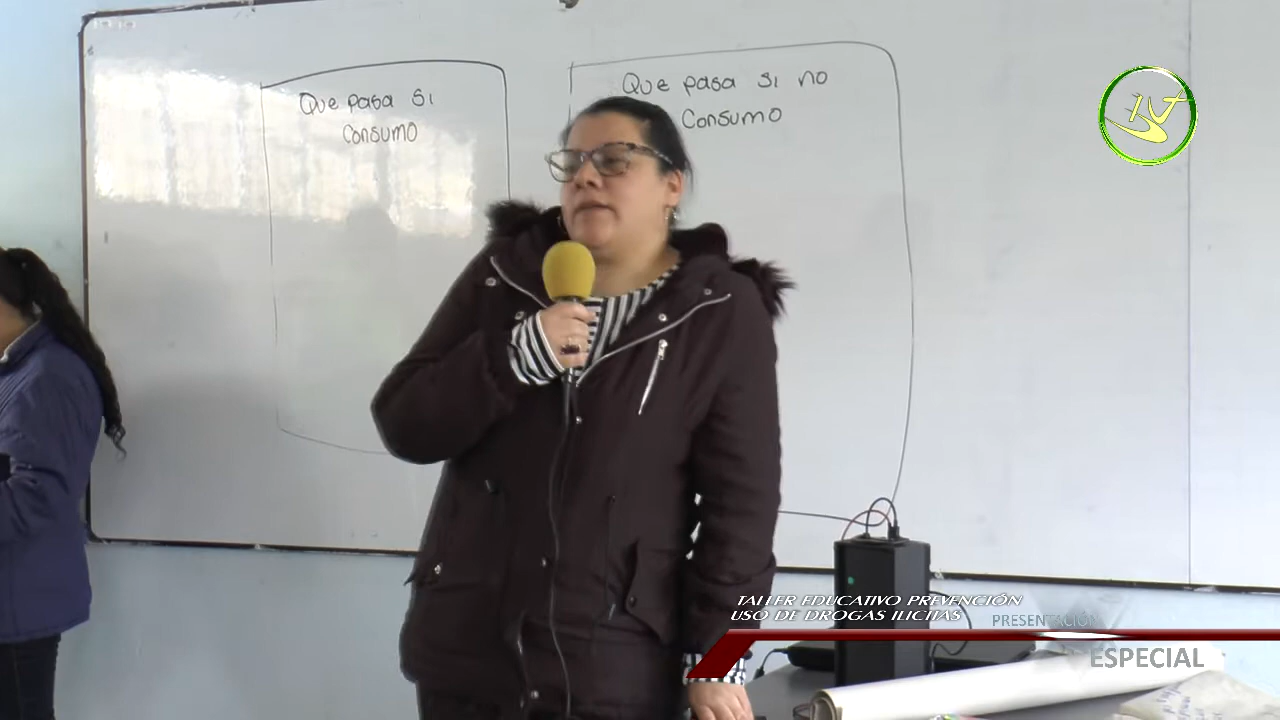 Que pasa si
Consumo
Que pasa si no
Consumo
TALLER EDUCATIVO PREVENCIÓN
USO DE DROGAS ILICITAS
PRESENTACIÓN
ESPECIAL